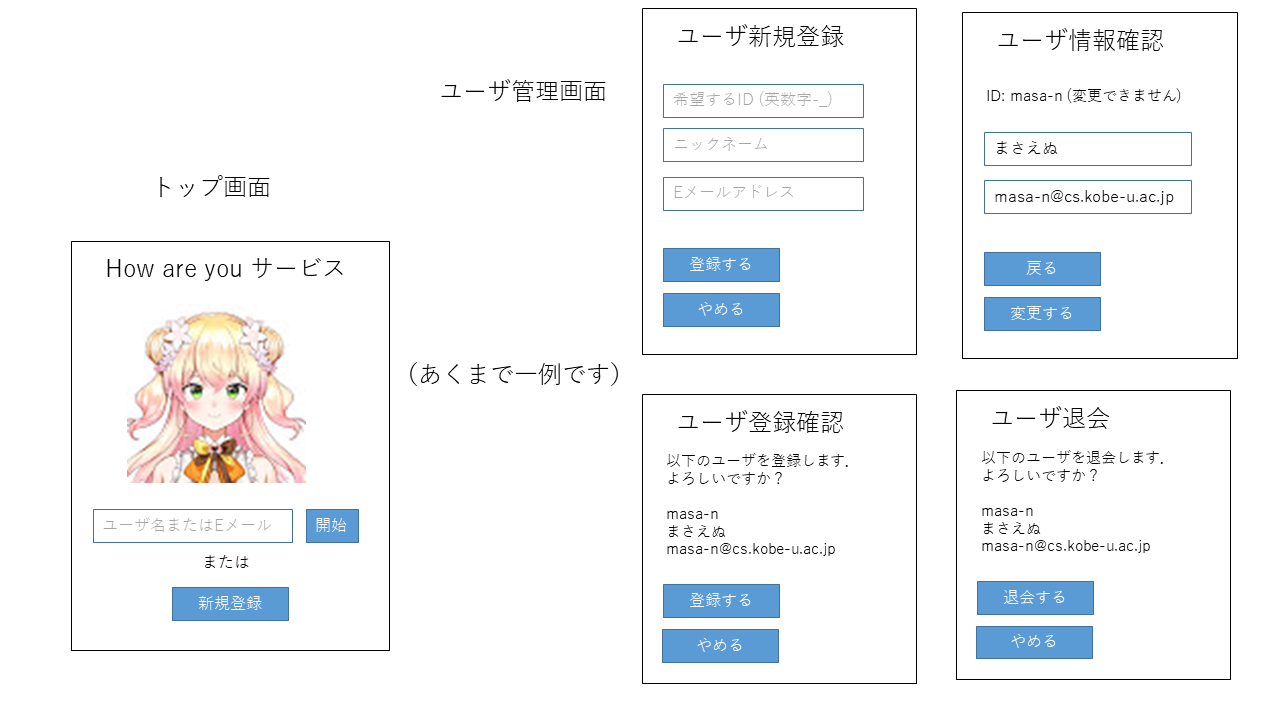 トップ画面
How are you サービス
ユーザ名またはEメール
開始
または
新規登録
ユーザ管理画面
（あくまで一例です）
ユーザ新規登録
希望するID (英数字-_)
ニックネーム
Eメールアドレス
登録する
やめる
ユーザ情報確認
ID: masa-n (変更できません)
まさえぬ
masa-n@cs.kobe-u.ac.jp
戻る
変更する
ユーザ登録確認
以下のユーザを登録します．
よろしいですか？
masa-n
まさえぬ
masa-n@cs.kobe-u.ac.jp
登録する
やめる
ユーザ退会
以下のユーザを退会します．
よろしいですか？
masa-n
まさえぬ
masa-n@cs.kobe-u.ac.jp
退会する
やめる